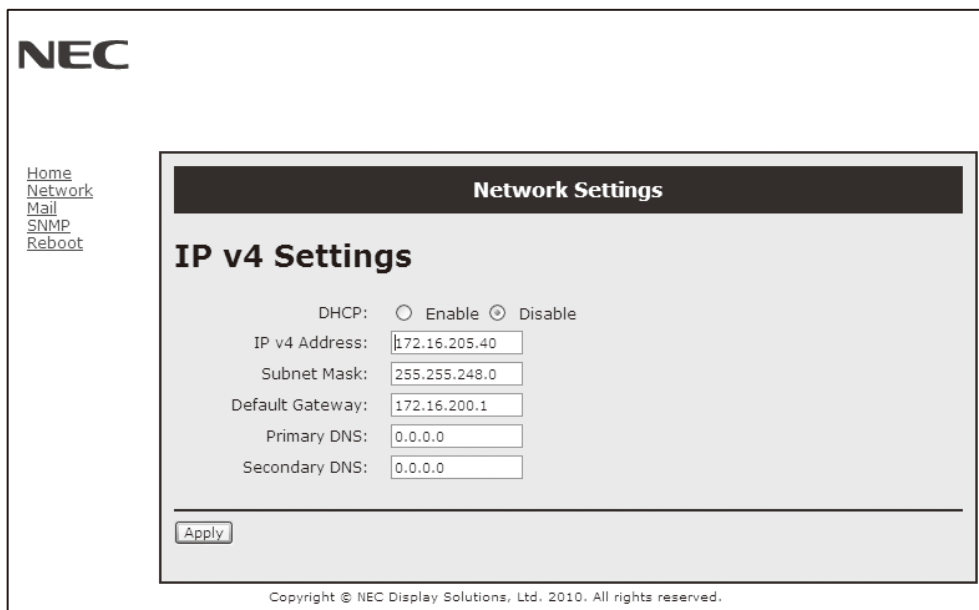 NEC
Home
Network
Mail
SNMP
Reboot
Network Settings
IP v4 Settings
DHCP: Enable Disable
IP v4 Address: 172.16.205.40
Subnet Mask: 255.255.248.0
Default Gateway: 172.16.200.1
Primary DNS: 0.0.0.0
Secondary DNS: 0.0.0.0
Apply
Copyright © NEC Display Solutions, Ltd. 2010. All rights reserved.